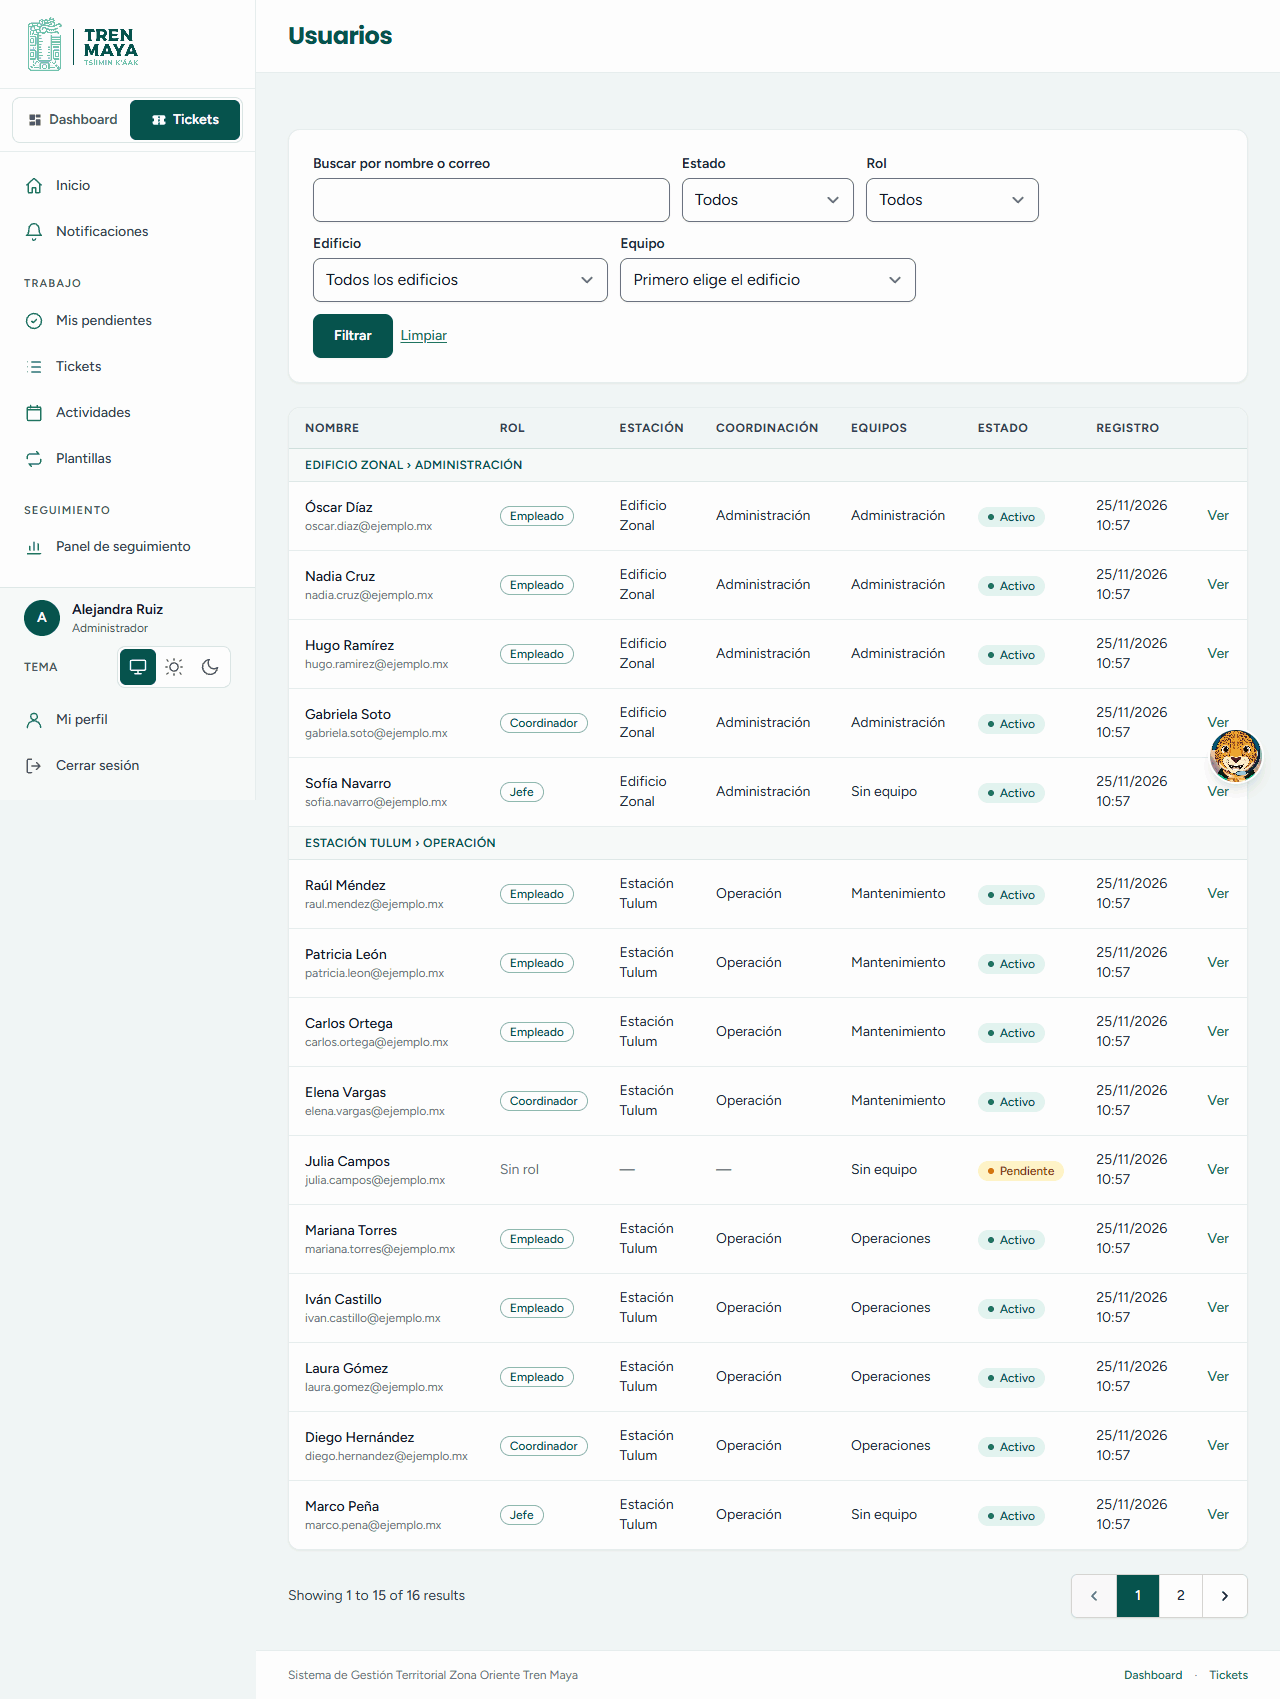 TREN
MAYA
TSÍIMIN K'ÁAK
Dashboard
Tickets
Inicio
Notificaciones
TRABAJO
Mis pendientes
Tickets
Actividades
Plantillas
SEGUIMIENTO
Panel de seguimiento
A
Alejandra Ruiz
Administrador
TEMA
Mi perfil
Cerrar sesión
Usuarios
Buscar por nombre o correo
Estado
Rol
Todos
Todos
Edificio
Equipo
Todos los edificios
Primero elige el edificio
Filtrar
Limpiar
NOMBRE ROL ESTACIÓN COORDINACIÓN EQUIPOS ESTADO REGISTRO
EDIFICIO ZONAL › ADMINISTRACIÓN
Óscar Díaz
oscar.diaz@ejemplo.mx
Empleado
Edificio
Zonal
Administración
Administración
Activo
25/11/2026
10:57
Ver
Nadia Cruz
nadia.cruz@ejemplo.mx
Empleado
Edificio
Zonal
Administración
Administración
Activo
25/11/2026
10:57
Ver
Hugo Ramírez
hugo.ramirez@ejemplo.mx
Empleado
Edificio
Zonal
Administración
Administración
Activo
25/11/2026
10:57
Ver
Gabriela Soto
gabriela.soto@ejemplo.mx
Coordinador
Edificio
Zonal
Administración
Administración
Activo
25/11/2026
10:57
Ver
Sofía Navarro
sofia.navarro@ejemplo.mx
Jefe
Edificio
Zonal
Administración
Sin equipo
Activo
25/11/2026
10:57
Ver
ESTACIÓN TULUM › OPERACIÓN
Raúl Méndez
raul.mendez@ejemplo.mx
Empleado
Estación
Tulum
Operación
Mantenimiento
Activo
25/11/2026
10:57
Ver
Patricia León
patricia.leon@ejemplo.mx
Empleado
Estación
Tulum
Operación
Mantenimiento
Activo
25/11/2026
10:57
Ver
Carlos Ortega
carlos.ortega@ejemplo.mx
Empleado
Estación
Tulum
Operación
Mantenimiento
Activo
25/11/2026
10:57
Ver
Elena Vargas
elena.vargas@ejemplo.mx
Coordinador
Estación
Tulum
Operación
Mantenimiento
Activo
25/11/2026
10:57
Ver
Julia Campos
julia.campos@ejemplo.mx
Sin rol
—
—
Sin equipo
Pendiente
25/11/2026
10:57
Ver
Mariana Torres
mariana.torres@ejemplo.mx
Empleado
Estación
Tulum
Operación
Operaciones
Activo
25/11/2026
10:57
Ver
Iván Castillo
ivan.castillo@ejemplo.mx
Empleado
Estación
Tulum
Operación
Operaciones
Activo
25/11/2026
10:57
Ver
Laura Gómez
laura.gomez@ejemplo.mx
Empleado
Estación
Tulum
Operación
Operaciones
Activo
25/11/2026
10:57
Ver
Diego Hernández
diego.hernandez@ejemplo.mx
Coordinador
Estación
Tulum
Operación
Operaciones
Activo
25/11/2026
10:57
Ver
Marco Peña
marco.pena@ejemplo.mx
Jefe
Estación
Tulum
Operación
Sin equipo
Activo
25/11/2026
10:57
Ver
Showing 1 to 15 of 16 results
1
2
Sistema de Gestión Territorial Zona Oriente Tren Maya
Dashboard · Tickets